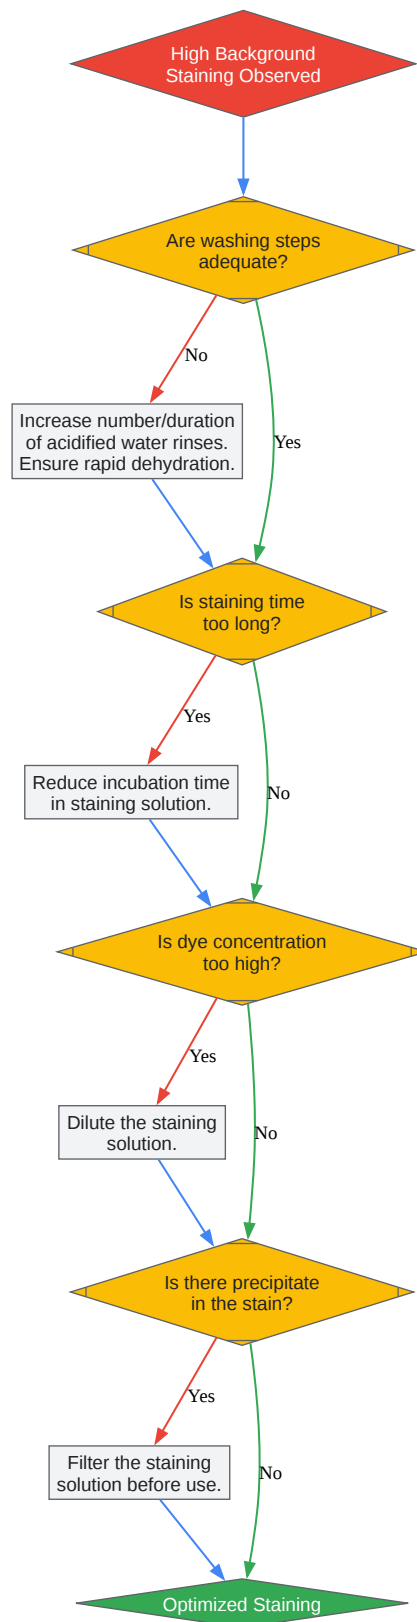 High Background
Staining Observed
Are washing steps
adequate?
No
Yes
Increase number/duration
of acidified water rinses.
Ensure rapid dehydration.
Is staining time
too long?
Yes
No
Reduce incubation time
in staining solution.
Is dye concentration
too high?
Yes
No
Dilute the staining
solution.
Is there precipitate
in the stain?
Yes
No
Filter the staining
solution before use.
Optimized Staining